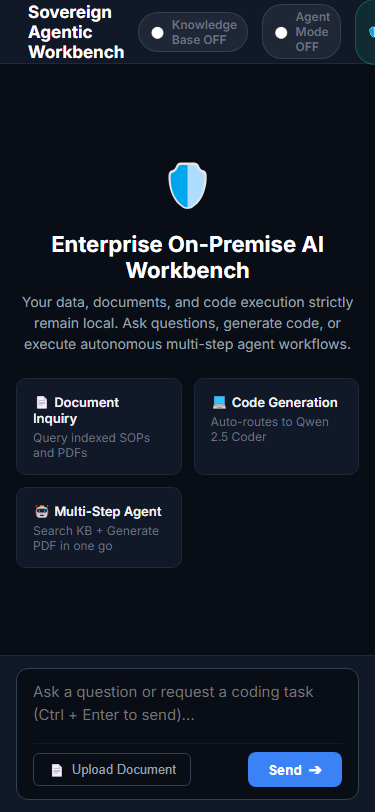 Sovereign
Agentic
Workbench
Knowledge
Base OFF
Agent
Mode
OFF
Enterprise On-Premise AI
Workbench
Your data, documents, and code execution strictly
remain local. Ask questions, generate code, or
execute autonomous multi-step agent workflows.
Document
Inquiry
Query indexed SOPs
and PDFs
Code Generation
Auto-routes to Qwen
2.5 Coder
Multi-Step Agent
Search KB + Generate
PDF in one go
Ask a question or request a coding task
(Ctrl + Enter to send)...
Upload Document
Send ➔